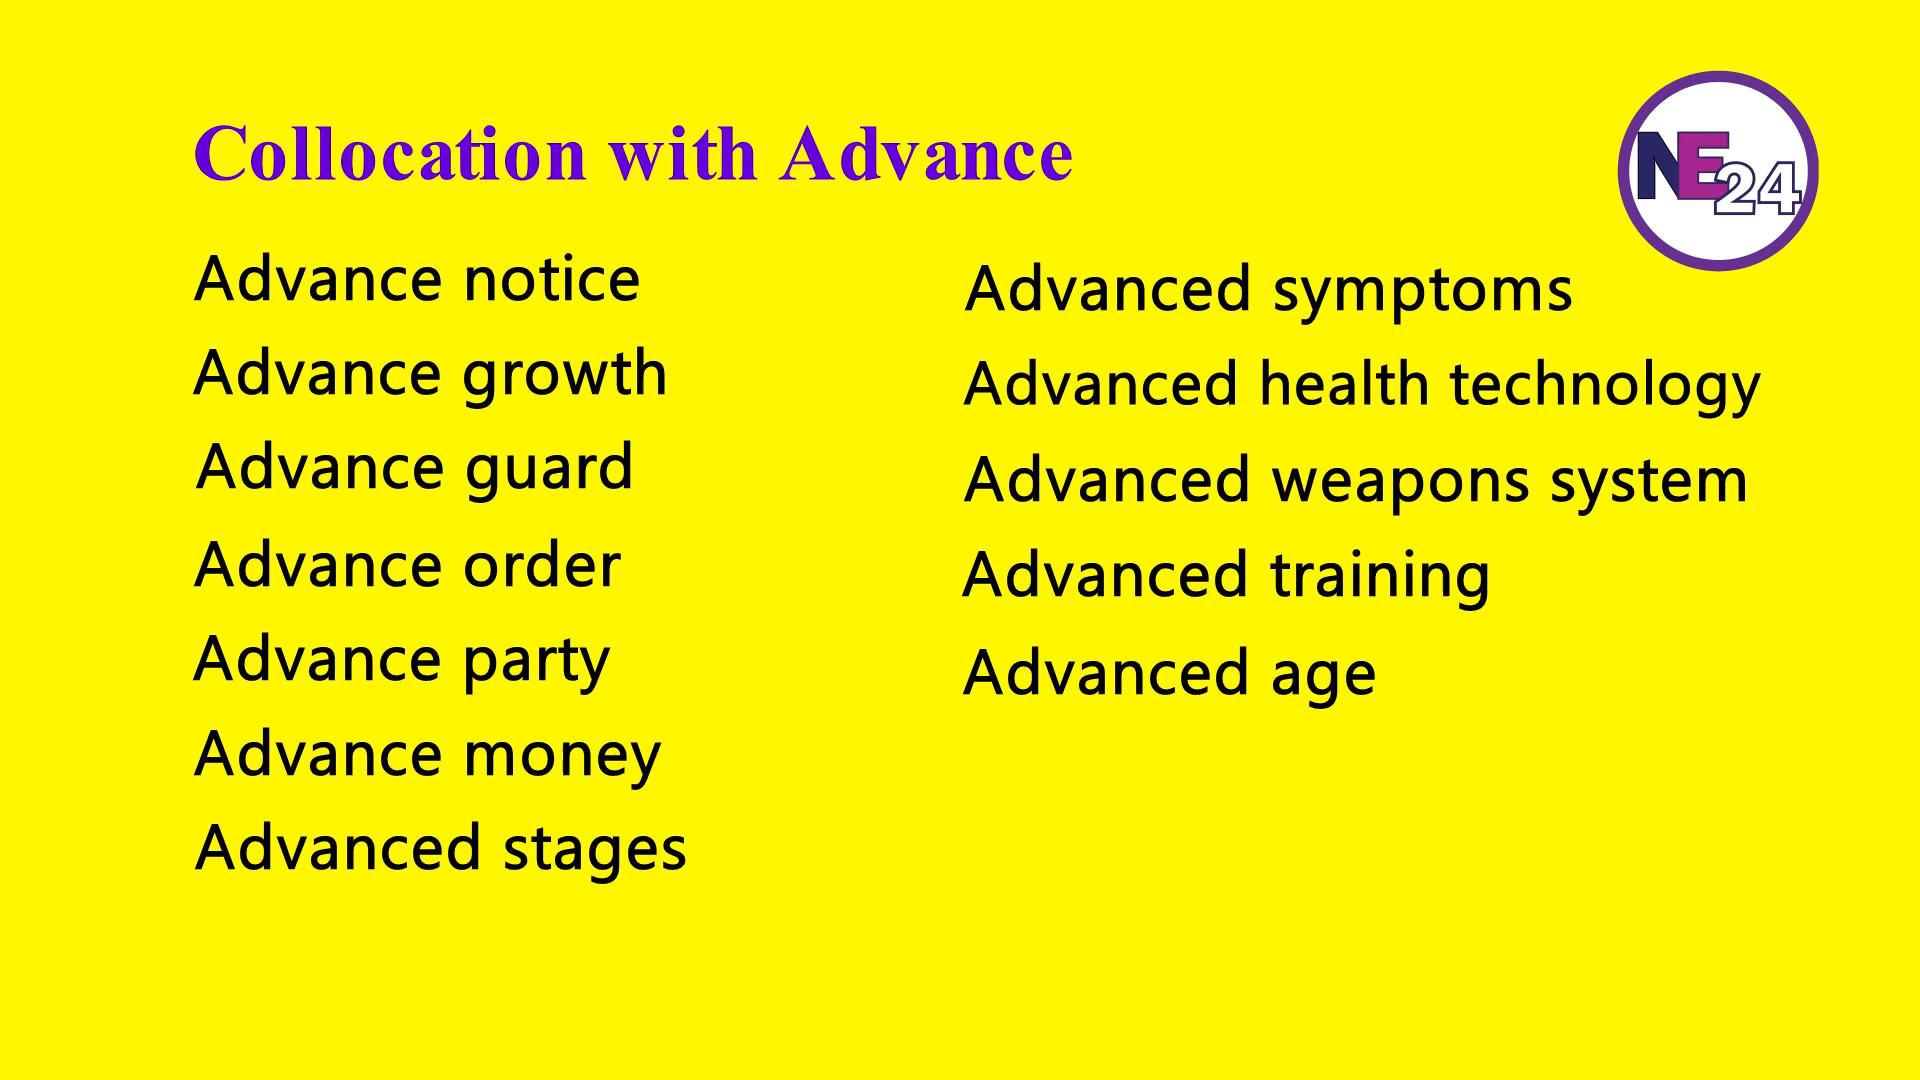 Collocation with Advance
NE24
Advance notice
Advance growth
Advance guard
Advance order
Advance party
Advance money
Advanced stages
Advanced symptoms
Advanced health technology
Advanced weapons system
Advanced training
Advanced age